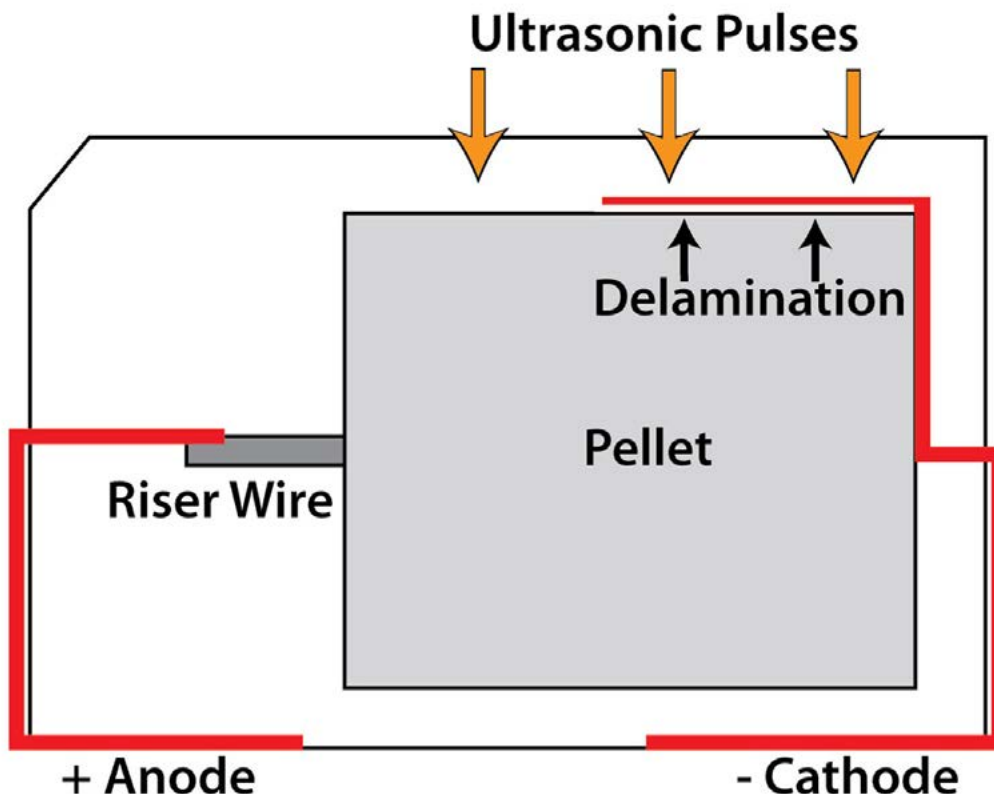 Ultrasonic Pulses
Delamination
Pellet
Riser Wire
+ Anode
- Cathode